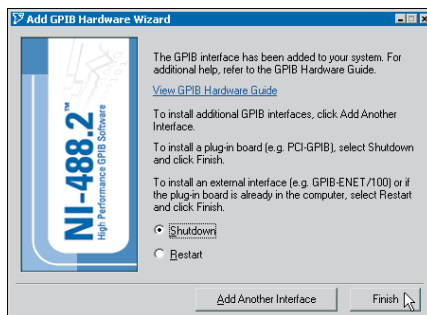 Add GPIB Hardware Wizard
NI-488.2™
High Performance GPIB Software
The GPIB interface has been added to your system. For
additional help, refer to the GPIB Hardware Guide.
View GPIB Hardware Guide
To install additional GPIB interfaces, click Add Another
Interface.
To install a plug-in board (e.g. PCI-GPIB), select Shutdown
and click Finish.
To install an external interface (e.g. GPIB-ENET/100) or if
the plug-in board is already in the computer, select Restart
and click Finish.
Shutdown
Restart
Add Another Interface
Finish